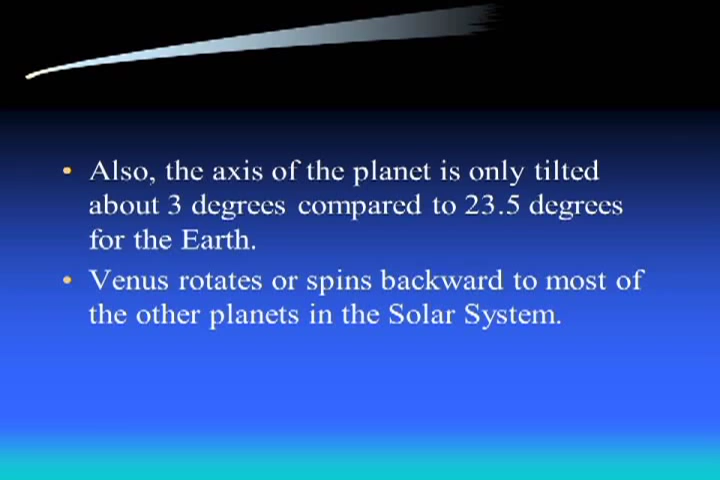 • Also, the axis of the planet is only tilted
about 3 degrees compared to 23.5 degrees
for the Earth.
• Venus rotates or spins backward to most of
the other planets in the Solar System.